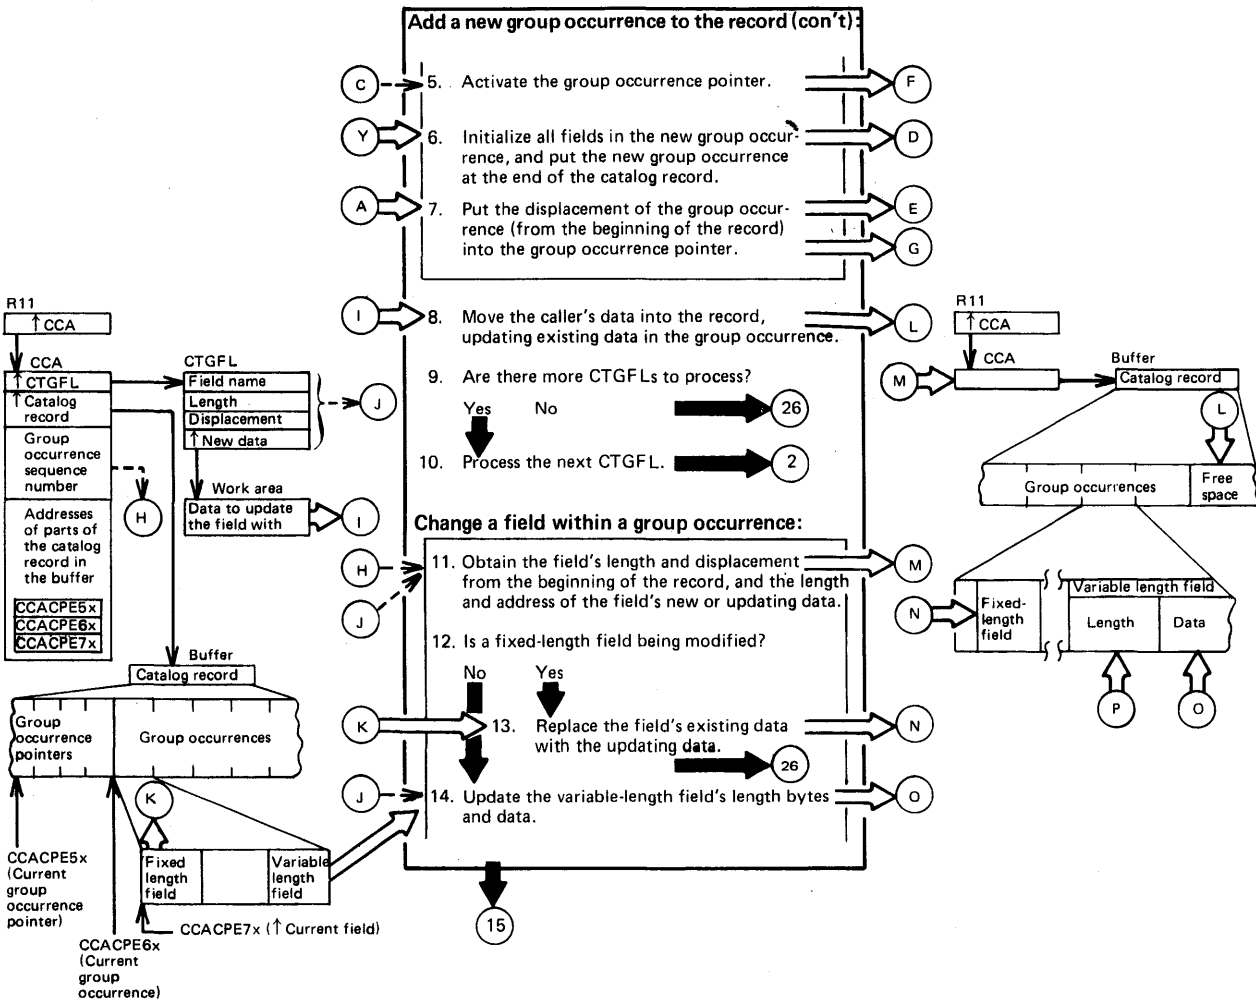 Add a new group occurrence to the record (con't):
C
5. Activate the group occurrence pointer.
F
Y
6. Initialize all fields in the new group occur-
rence, and put the new group occurrence
at the end of the catalog record.
D
A
7. Put the displacement of the group occur-
rence (from the beginning of the record)
into the group occurrence pointer.
E
G
I
8. Move the caller's data into the record,
updating existing data in the group occurrence.
L
9. Are there more CTGFLs to process?
Yes No
26
10. Process the next CTGFL.
2
Change a field within a group occurrence:
H
J
11. Obtain the field's length and displacement
from the beginning of the record, and the length
and address of the field's new or updating data.
M
12. Is a fixed-length field being modified?
No Yes
K
13. Replace the field's existing data
with the updating data.
N
26
J
14. Update the variable-length field's length bytes
and data.
O
15
R11
↑ CCA
CCA
↑ CTGFL
↑ Catalog
record
Group
occurrence
sequence
number
H
Addresses
of parts of
the catalog
record in
the buffer
CCACPE5x
CCACPE6x
CCACPE7x
CTGFL
Field name
Length
Displacement
↑ New data
J
Work area
Data to update
the field with
I
Buffer
Catalog record
Group
occurrence
pointers
Group occurrences
K
Fixed
length
field
Variable
length
field
CCACPE5x
(Current
group
occurrence
pointer)
CCACPE7x (↑ Current field)
CCACPE6x
(Current
group
occurrence)
R11
↑ CCA
M
CCA
Buffer
Catalog record
L
Group occurrences
Free
space
N
Fixed-
length
field
Variable length field
Length
Data
P
O